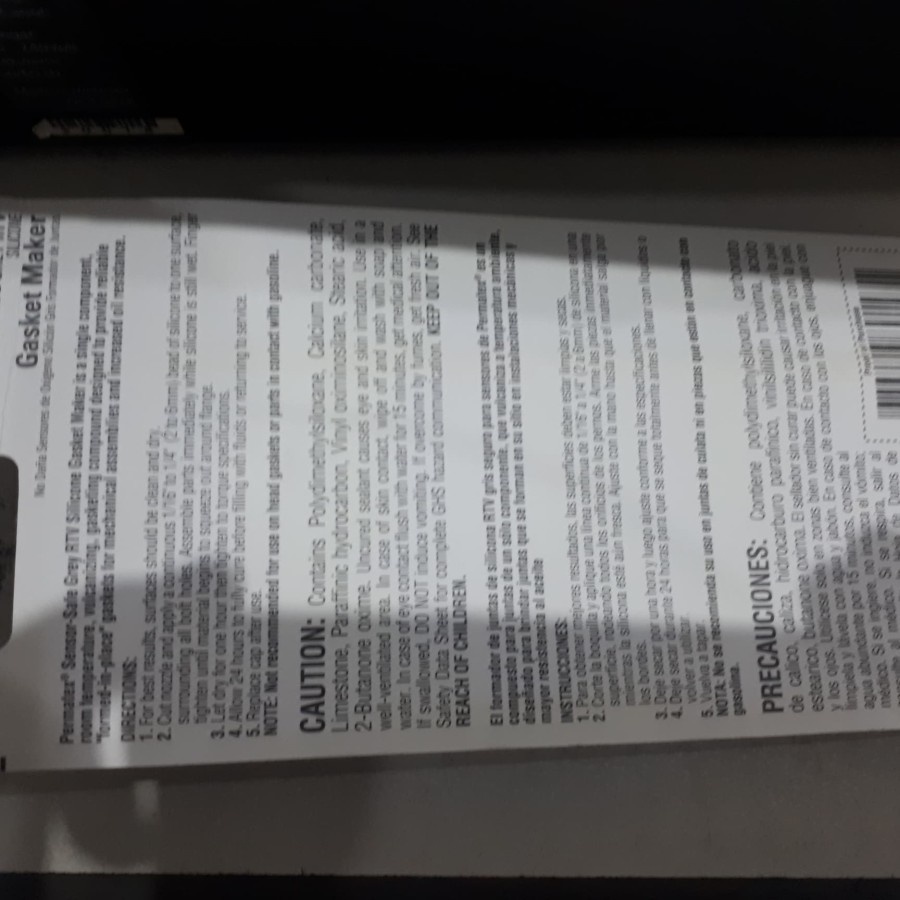 SILICONE
Gasket Maker
No Daña Sensores de Oxígeno Silicón Gris Formador de Juntas
Permatex® Sensor-Safe Grey RTV Silicone Gasket Maker is a single component,
room temperature, vulcanizing, gasketing compound designed to provide reliable
"formed-in-place" gaskets for mechanical assemblies and increased oil resistance.
DIRECTIONS:
1. For best results, surfaces should be clean and dry.
2. Cut nozzle and apply a continuous 1/16" to 1/4" (2 to 6mm) bead of silicone to one surface,
surrounding all bolt holes. Assemble parts immediately while silicone is still wet. Finger
tighten until material begins to squeeze out around flange.
3. Let dry for one hour then tighten to torque specifications.
4. Allow 24 hours to fully cure before filling with fluids or returning to service.
5. Replace cap after use.
NOTE: Not recommended for use on head gaskets or parts in contact with gasoline.
CAUTION: Contains Polydimethylsiloxane, Calcium carbonate,
Limestone, Paraffinic hydrocarbon, Vinyl oximinosilane, Stearic acid,
2-Butanone oxime. Uncured sealant causes eye and skin irritation. Use in a
well-ventilated area. In case of skin contact, wipe off and wash with soap and
water. In case of eye contact flush with water for 15 minutes, get medical attention.
If swallowed, DO NOT induce vomiting. If overcome by fumes, get fresh air. See
Safety Data Sheet for complete GHS hazard communication. KEEP OUT OF THE
REACH OF CHILDREN.
El formador de juntas de silicona RTV gris seguro para sensores de Permatex® es un
compuesto para juntas de un sólo componente, que vulcaniza a temperatura ambiente,
diseñado para brindar juntas que se forman en su sitio en instalaciones mecánicas y
mayor resistencia al aceite
INSTRUCCIONES:
1. Para obtener mejores resultados, las superficies deben estar limpias y secas.
2. Corte la boquilla y aplique una línea continua de 1/16" a 1/4" (2 a 6mm) de silicona en una
superficie, rodeando todos los orificios de los pernos. Arme las piezas inmediatamente
mientras la silicona esté aún fresca. Ajuste con la mano hasta que el material salga por
los bordes.
3. Deje secar por una hora y luego ajuste conforme a las especificaciones.
4. Deje secar durante 24 horas para que se seque totalmente antes de llenar con líquidos o
volver a utilizar.
5. Vuelva a tapar.
NOTA: No se recomienda su uso en juntas de culata ni en piezas que estén en contacto con
gasolina.
PRECAUCIONES: Contiene polydimethylsiloxane, carbonato
de calcio, caliza, hidrocarburo parafínico, ácido
esteárico, butanone oxima. El sellador sin curar puede causar irritación en la piel
y los ojos. Utilícese sólo en zonas bien ventiladas. En caso de contacto con la piel,
límpiela y lávela con agua y jabón. En caso de contacto con los ojos, enjuague con
agua abundante por 15 minutos, consulte al
médico. Si se ingiere, no induzca el vómito;
salir al
Datos de